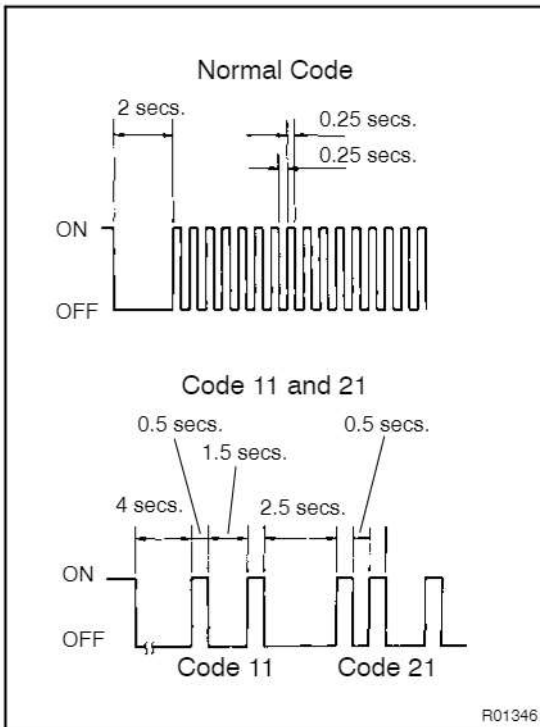 Normal Code
2 secs.
0.25 secs.
0.25 secs.
ON
OFF
Code 11 and 21
0.5 secs.
0.5 secs.
1.5 secs.
4 secs.
2.5 secs.
ON
OFF
Code 11
Code 21
R01346